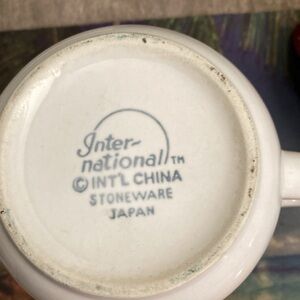 Inter-
national TM
© INT'L CHINA
STONEWARE
JAPAN